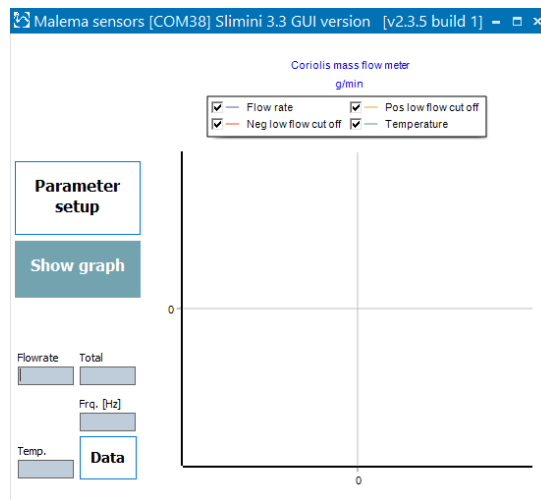 Malema sensors [COM38] Slimini 3.3 GUI version [v2.3.5 build 1]
Coriolis mass flow meter
g/min
Flow rate
Pos low flow cut off
Neg low flow cut off
Temperature
Parameter
setup
Show graph
0
Flowrate
Total
Frq. [Hz]
Temp.
Data
0